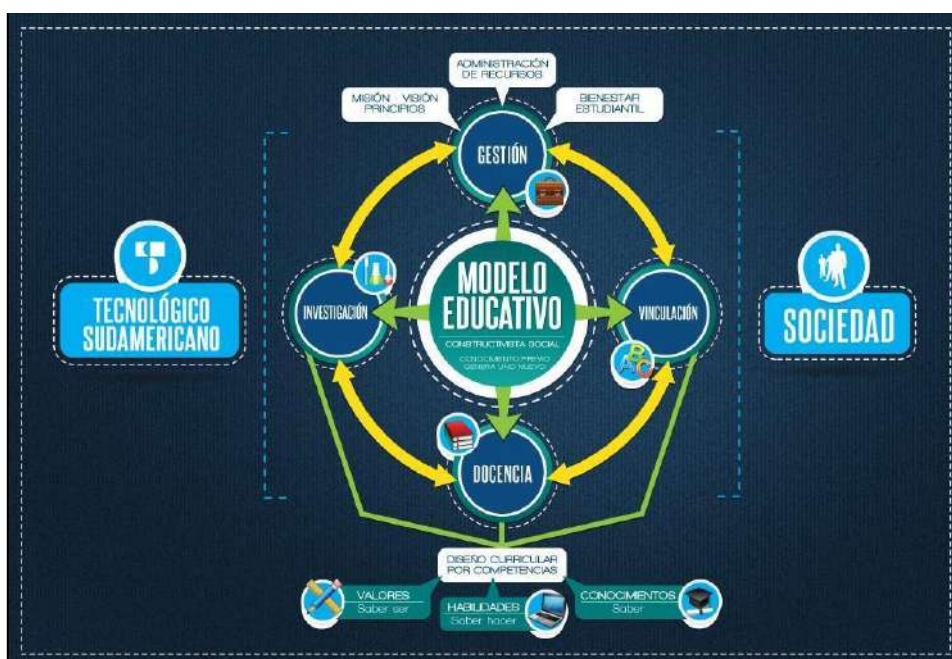 ADMINISTRACIÓN
DE RECURSOS
MISIÓN - VISIÓN
PRINCIPIOS
BIENESTAR
ESTUDIANTIL
GESTIÓN
TECNOLÓGICO
SUDAMERICANO
INVESTIGACIÓN
MODELO
EDUCATIVO
CONSTRUCTIVISTA SOCIAL
CONOCIMIENTO PREVIO
GENERA UNO NUEVO
VINCULACIÓN
A B C
SOCIEDAD
DOCENCIA
DISEÑO CURRICULAR
POR COMPETENCIAS
VALORES
Saber ser
HABILIDADES
Saber hacer
CONOCIMIENTOS
Saber